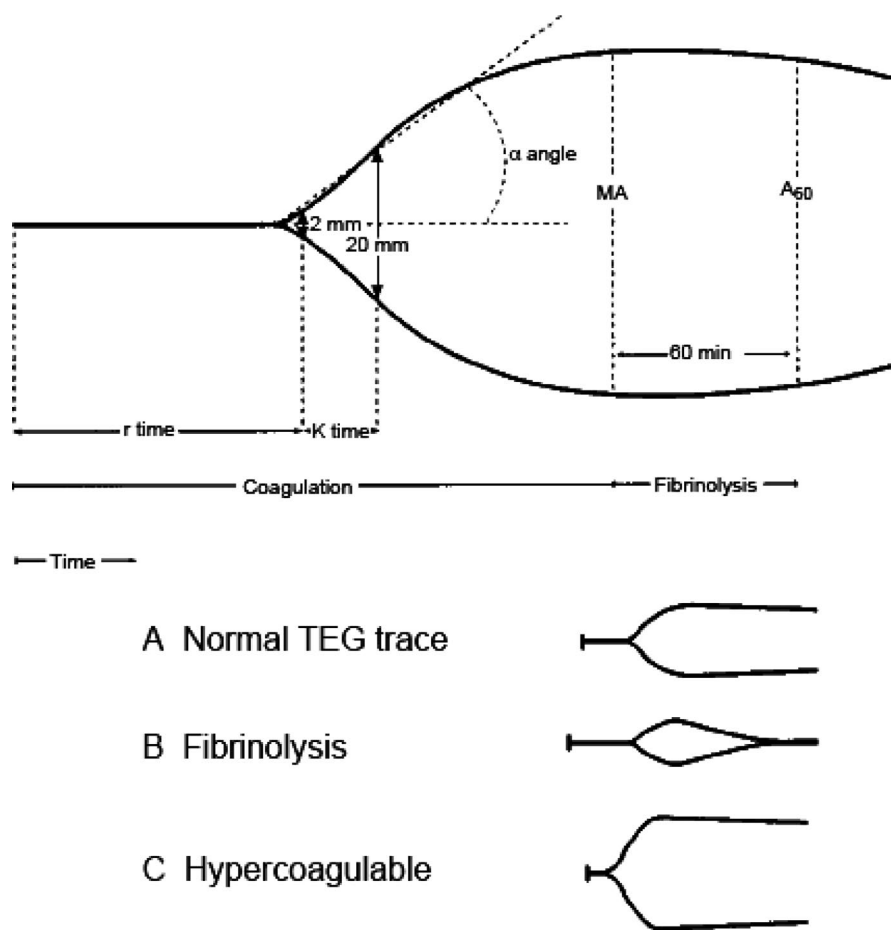 α angle
MA
A60
2 mm
20 mm
60 min
r time
K time
Coagulation
Fibrinolysis
Time
A Normal TEG trace
B Fibrinolysis
C Hypercoagulable